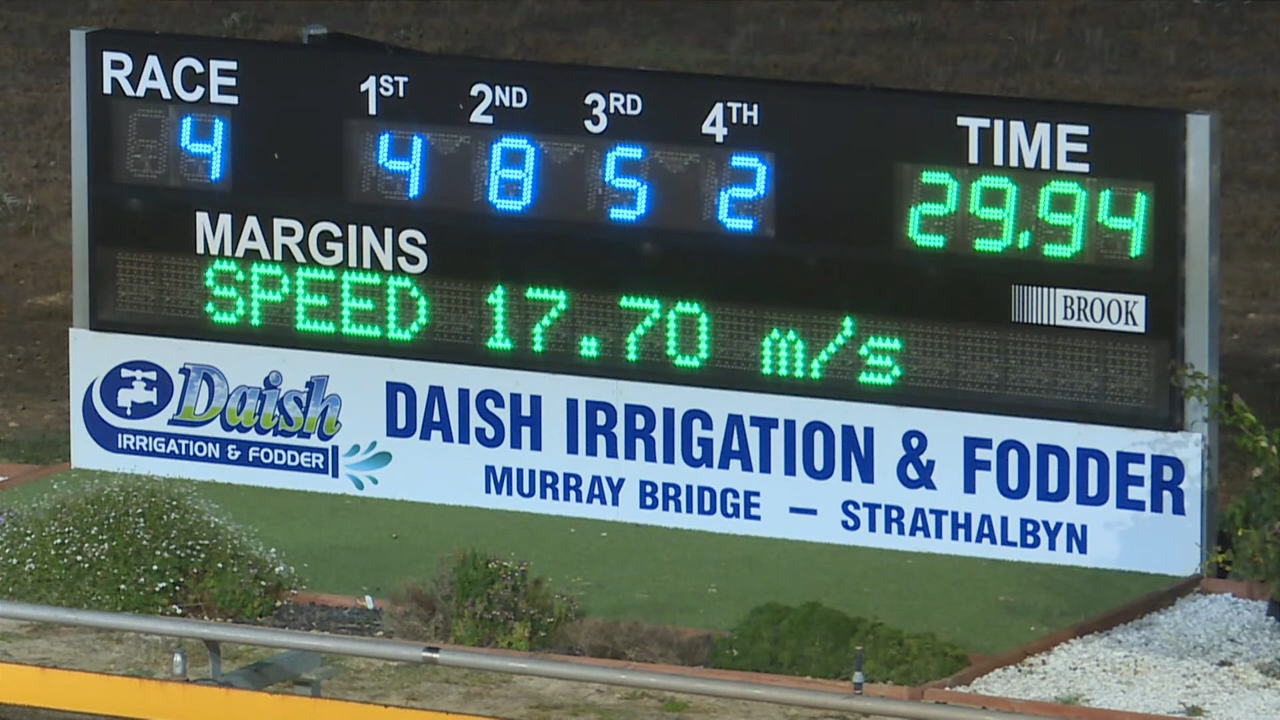 RACE 1ST 2ND 3RD 4TH TIME
4 4 8 5 2 29.94
MARGINS
SPEED 17.70 m/s
BROOK
Daish
IRRIGATION & FODDER
DAISH IRRIGATION & FODDER
MURRAY BRIDGE – STRATHALBYN